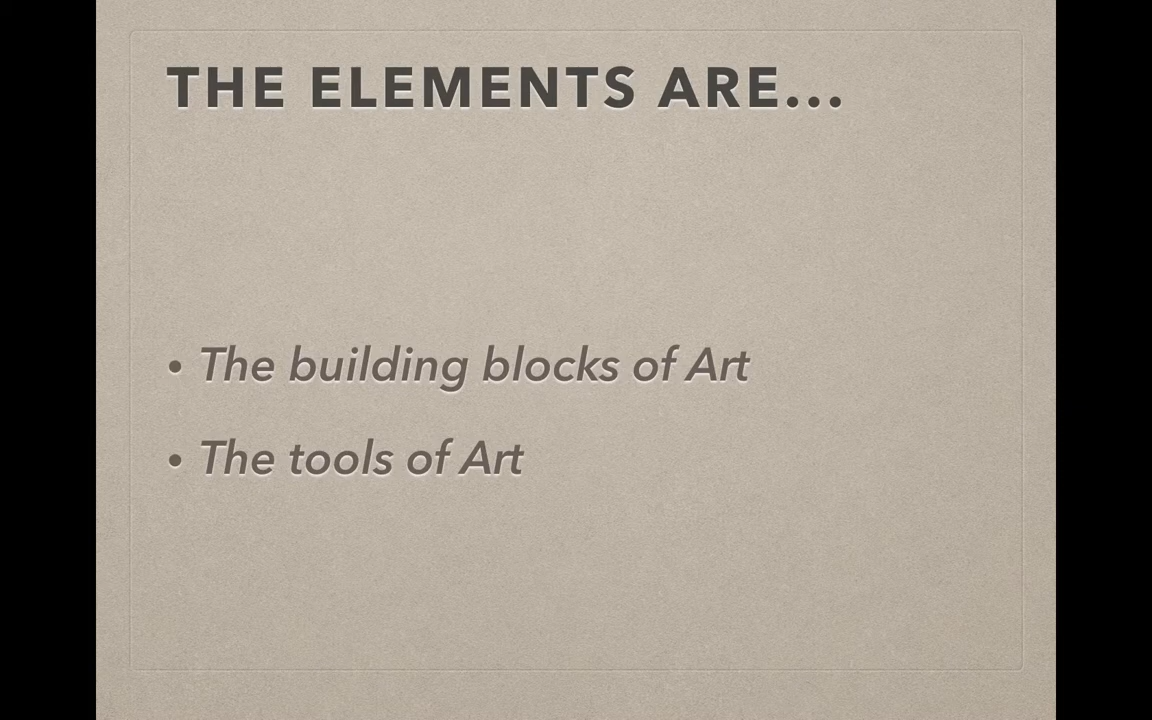 THE ELEMENTS ARE...
• The building blocks of Art
• The tools of Art